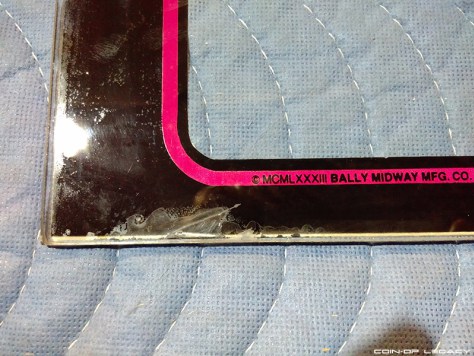 © MCMLXXXIII BALLY MIDWAY MFG. CO.
COIN-OP LEGACY